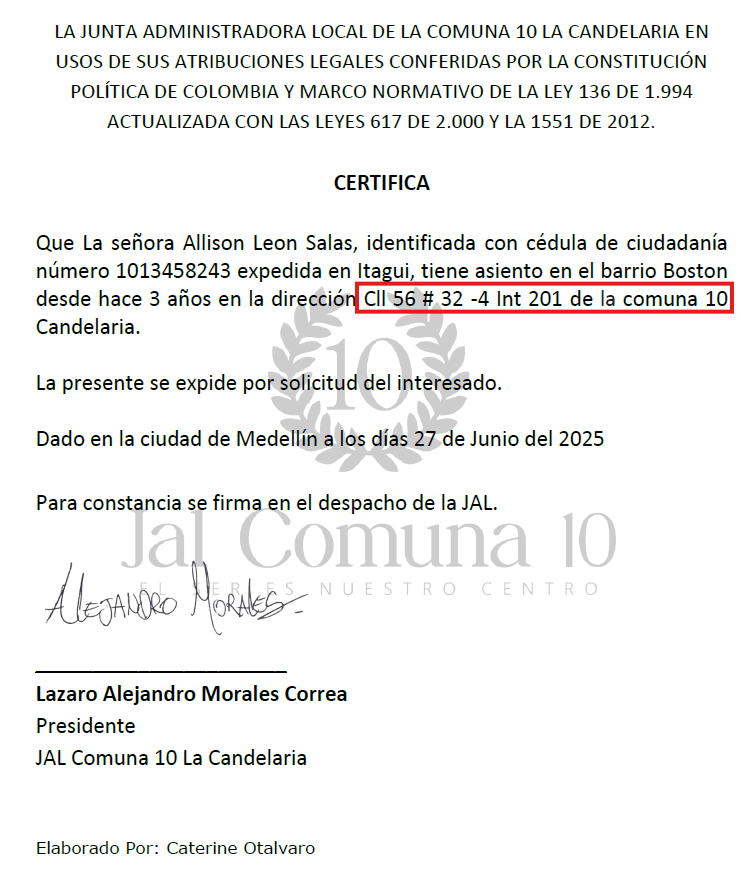 LA JUNTA ADMINISTRADORA LOCAL DE LA COMUNA 10 LA CANDELARIA EN
USOS DE SUS ATRIBUCIONES LEGALES CONFERIDAS POR LA CONSTITUCIÓN
POLÍTICA DE COLOMBIA Y MARCO NORMATIVO DE LA LEY 136 DE 1.994
ACTUALIZADA CON LAS LEYES 617 DE 2.000 Y LA 1551 DE 2012.
CERTIFICA
Que La señora Allison Leon Salas, identificada con cédula de ciudadanía
número 1013458243 expedida en Itagui, tiene asiento en el barrio Boston
desde hace 3 años en la dirección Cll 56 # 32 -4 Int 201 de la comuna 10
Candelaria.
10
La presente se expide por solicitud del interesado.
Dado en la ciudad de Medellín a los días 27 de Junio del 2025
Para constancia se firma en el despacho de la JAL.
Jal Comuna 10
EL SER ES NUESTRO CENTRO
ALEJANDRO MORALES
Lazaro Alejandro Morales Correa
Presidente
JAL Comuna 10 La Candelaria
Elaborado Por: Caterine Otalvaro